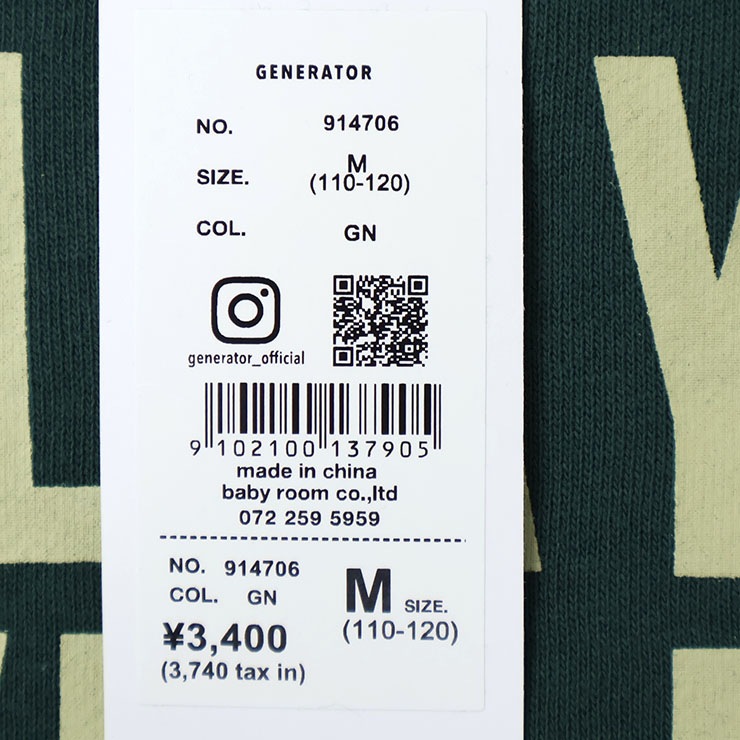 GENERATOR
NO. 914706
SIZE. M
(110-120)
COL. GN
generator_official
9 102100 137905
made in china
baby room co.,ltd
072 259 5959
NO. 914706
COL. GN
M SIZE.
(110-120)
¥3,400
(3,740 tax in)